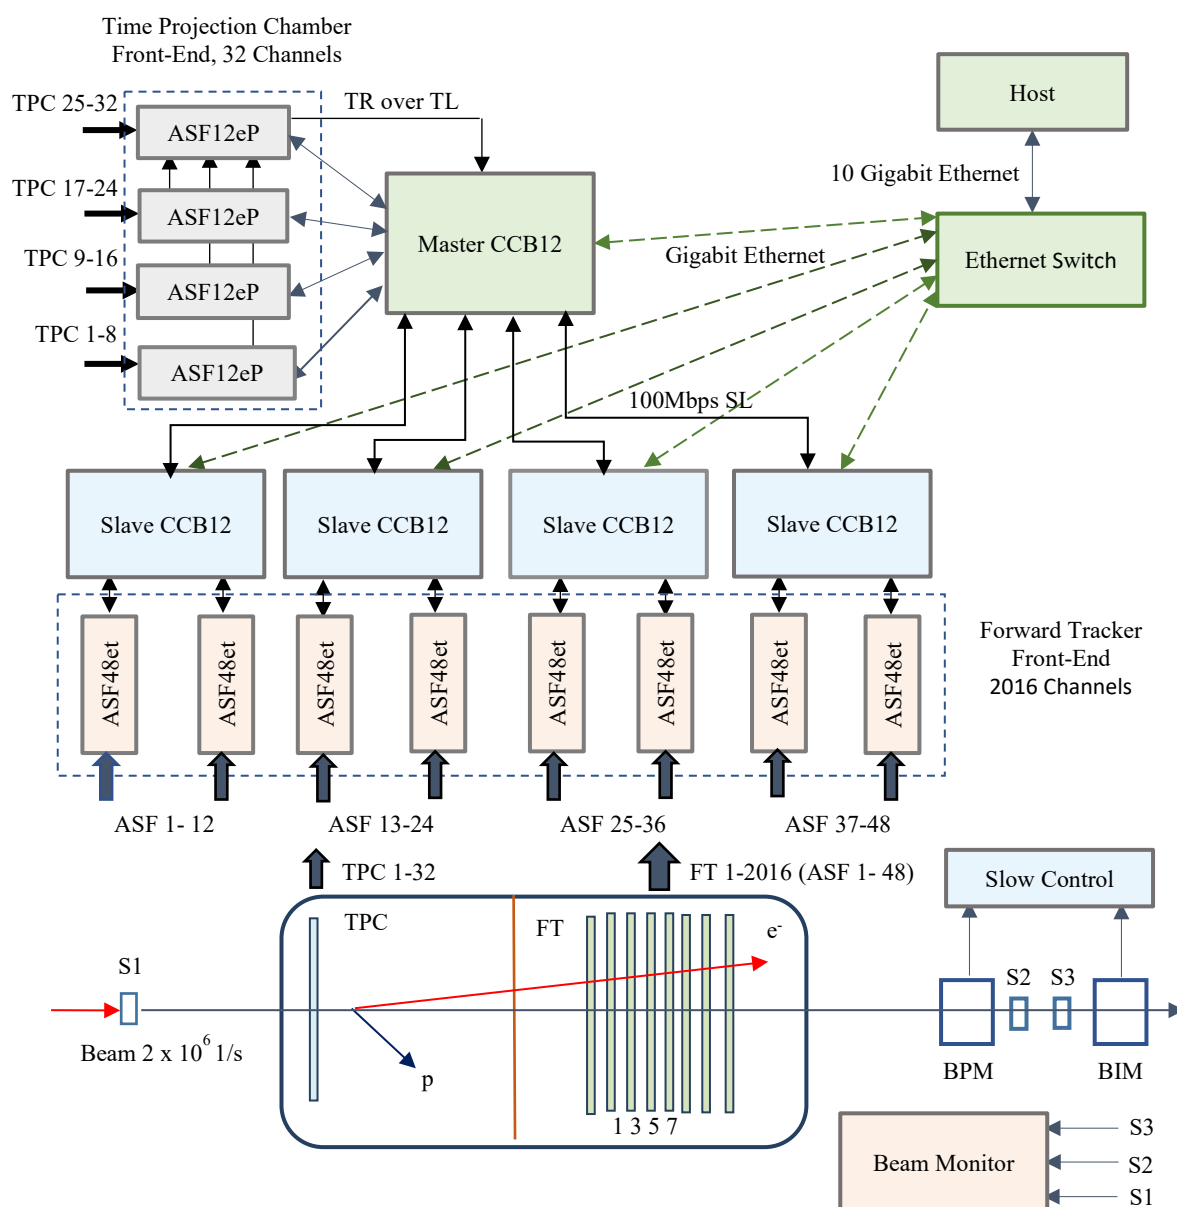 Time Projection Chamber
Front-End, 32 Channels
TPC 25-32
ASF12eP
TR over TL
Host
TPC 17-24
ASF12eP
10 Gigabit Ethernet
Master CCB12
Gigabit Ethernet
Ethernet Switch
TPC 9-16
ASF12eP
TPC 1-8
ASF12eP
100Mbps SL
Slave CCB12
Slave CCB12
Slave CCB12
Slave CCB12
ASF48et
ASF48et
ASF48et
ASF48et
ASF48et
ASF48et
ASF48et
ASF48et
Forward Tracker
Front-End
2016 Channels
ASF 1- 12
ASF 13-24
ASF 25-36
ASF 37-48
TPC 1-32
FT 1-2016 (ASF 1- 48)
Slow Control
TPC
FT
e-
S1
S2
S3
Beam 2 x 10^6 1/s
p
BPM
BIM
1 3 5 7
Beam Monitor
S3
S2
S1